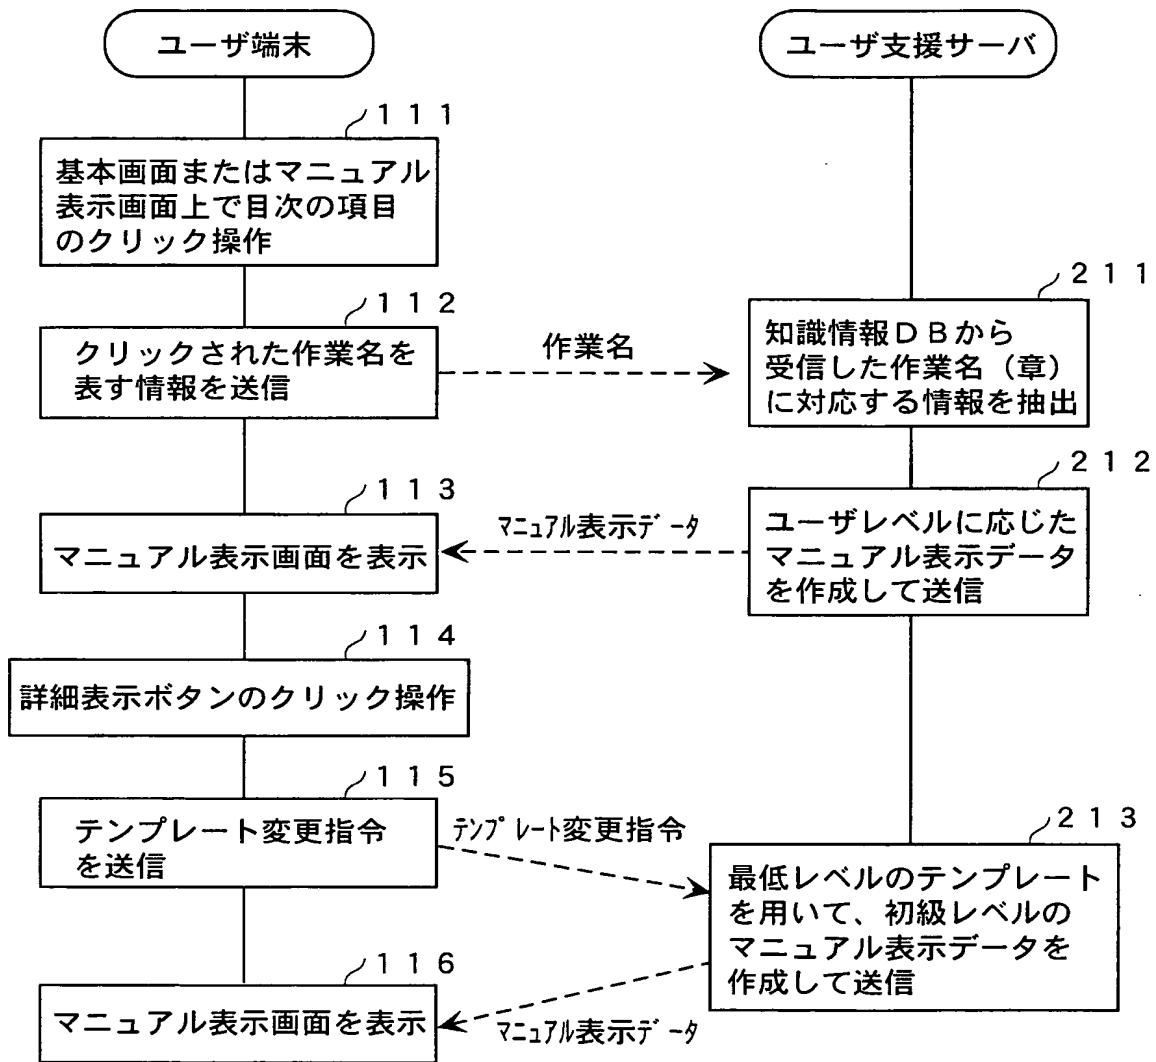 ユーザ端末
ユーザ支援サーバ
111
基本画面またはマニュアル
表示画面上で目次の項目
のクリック操作
112
クリックされた作業名を
表す情報を送信
作業名
211
知識情報DBから
受信した作業名（章）
に対応する情報を抽出
212
ユーザレベルに応じた
マニュアル表示データ
を作成して送信
マニュアル表示データ
113
マニュアル表示画面を表示
114
詳細表示ボタンのクリック操作
115
テンプレート変更指令
を送信
テンプレート変更指令
213
最低レベルのテンプレート
を用いて、初級レベルの
マニュアル表示データを
作成して送信
116
マニュアル表示画面を表示
マニュアル表示データ